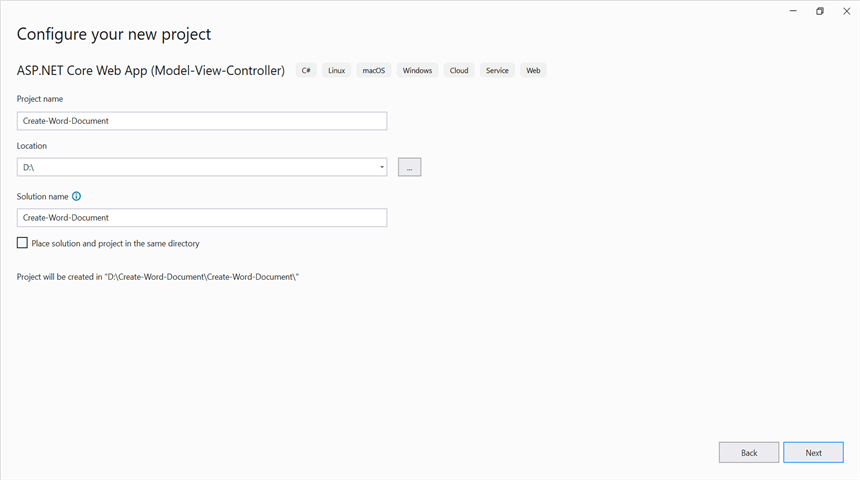 Configure your new project
ASP.NET Core Web App (Model-View-Controller) C# Linux macOS Windows Cloud Service Web
Project name
Create-Word-Document
Location
D:\
...
Solution name
Create-Word-Document
Place solution and project in the same directory
Project will be created in "D:\Create-Word-Document\Create-Word-Document\"
Back Next